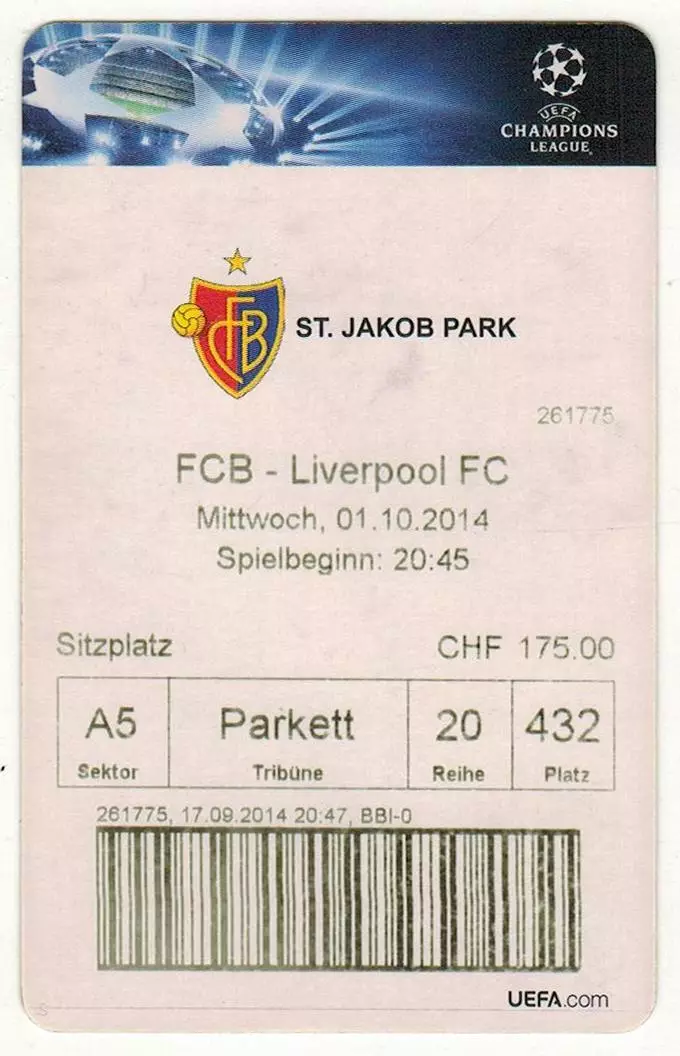 UEFA
CHAMPIONS
LEAGUE
FCB
ST. JAKOB PARK
261775
FCB - Liverpool FC
Mittwoch, 01.10.2014
Spielbeginn: 20:45
Sitzplatz CHF 175.00
A5 Parkett 20 432
Sektor Tribüne Reihe Platz
261775, 17.09.2014 20:47, BBI-0
UEFA.com